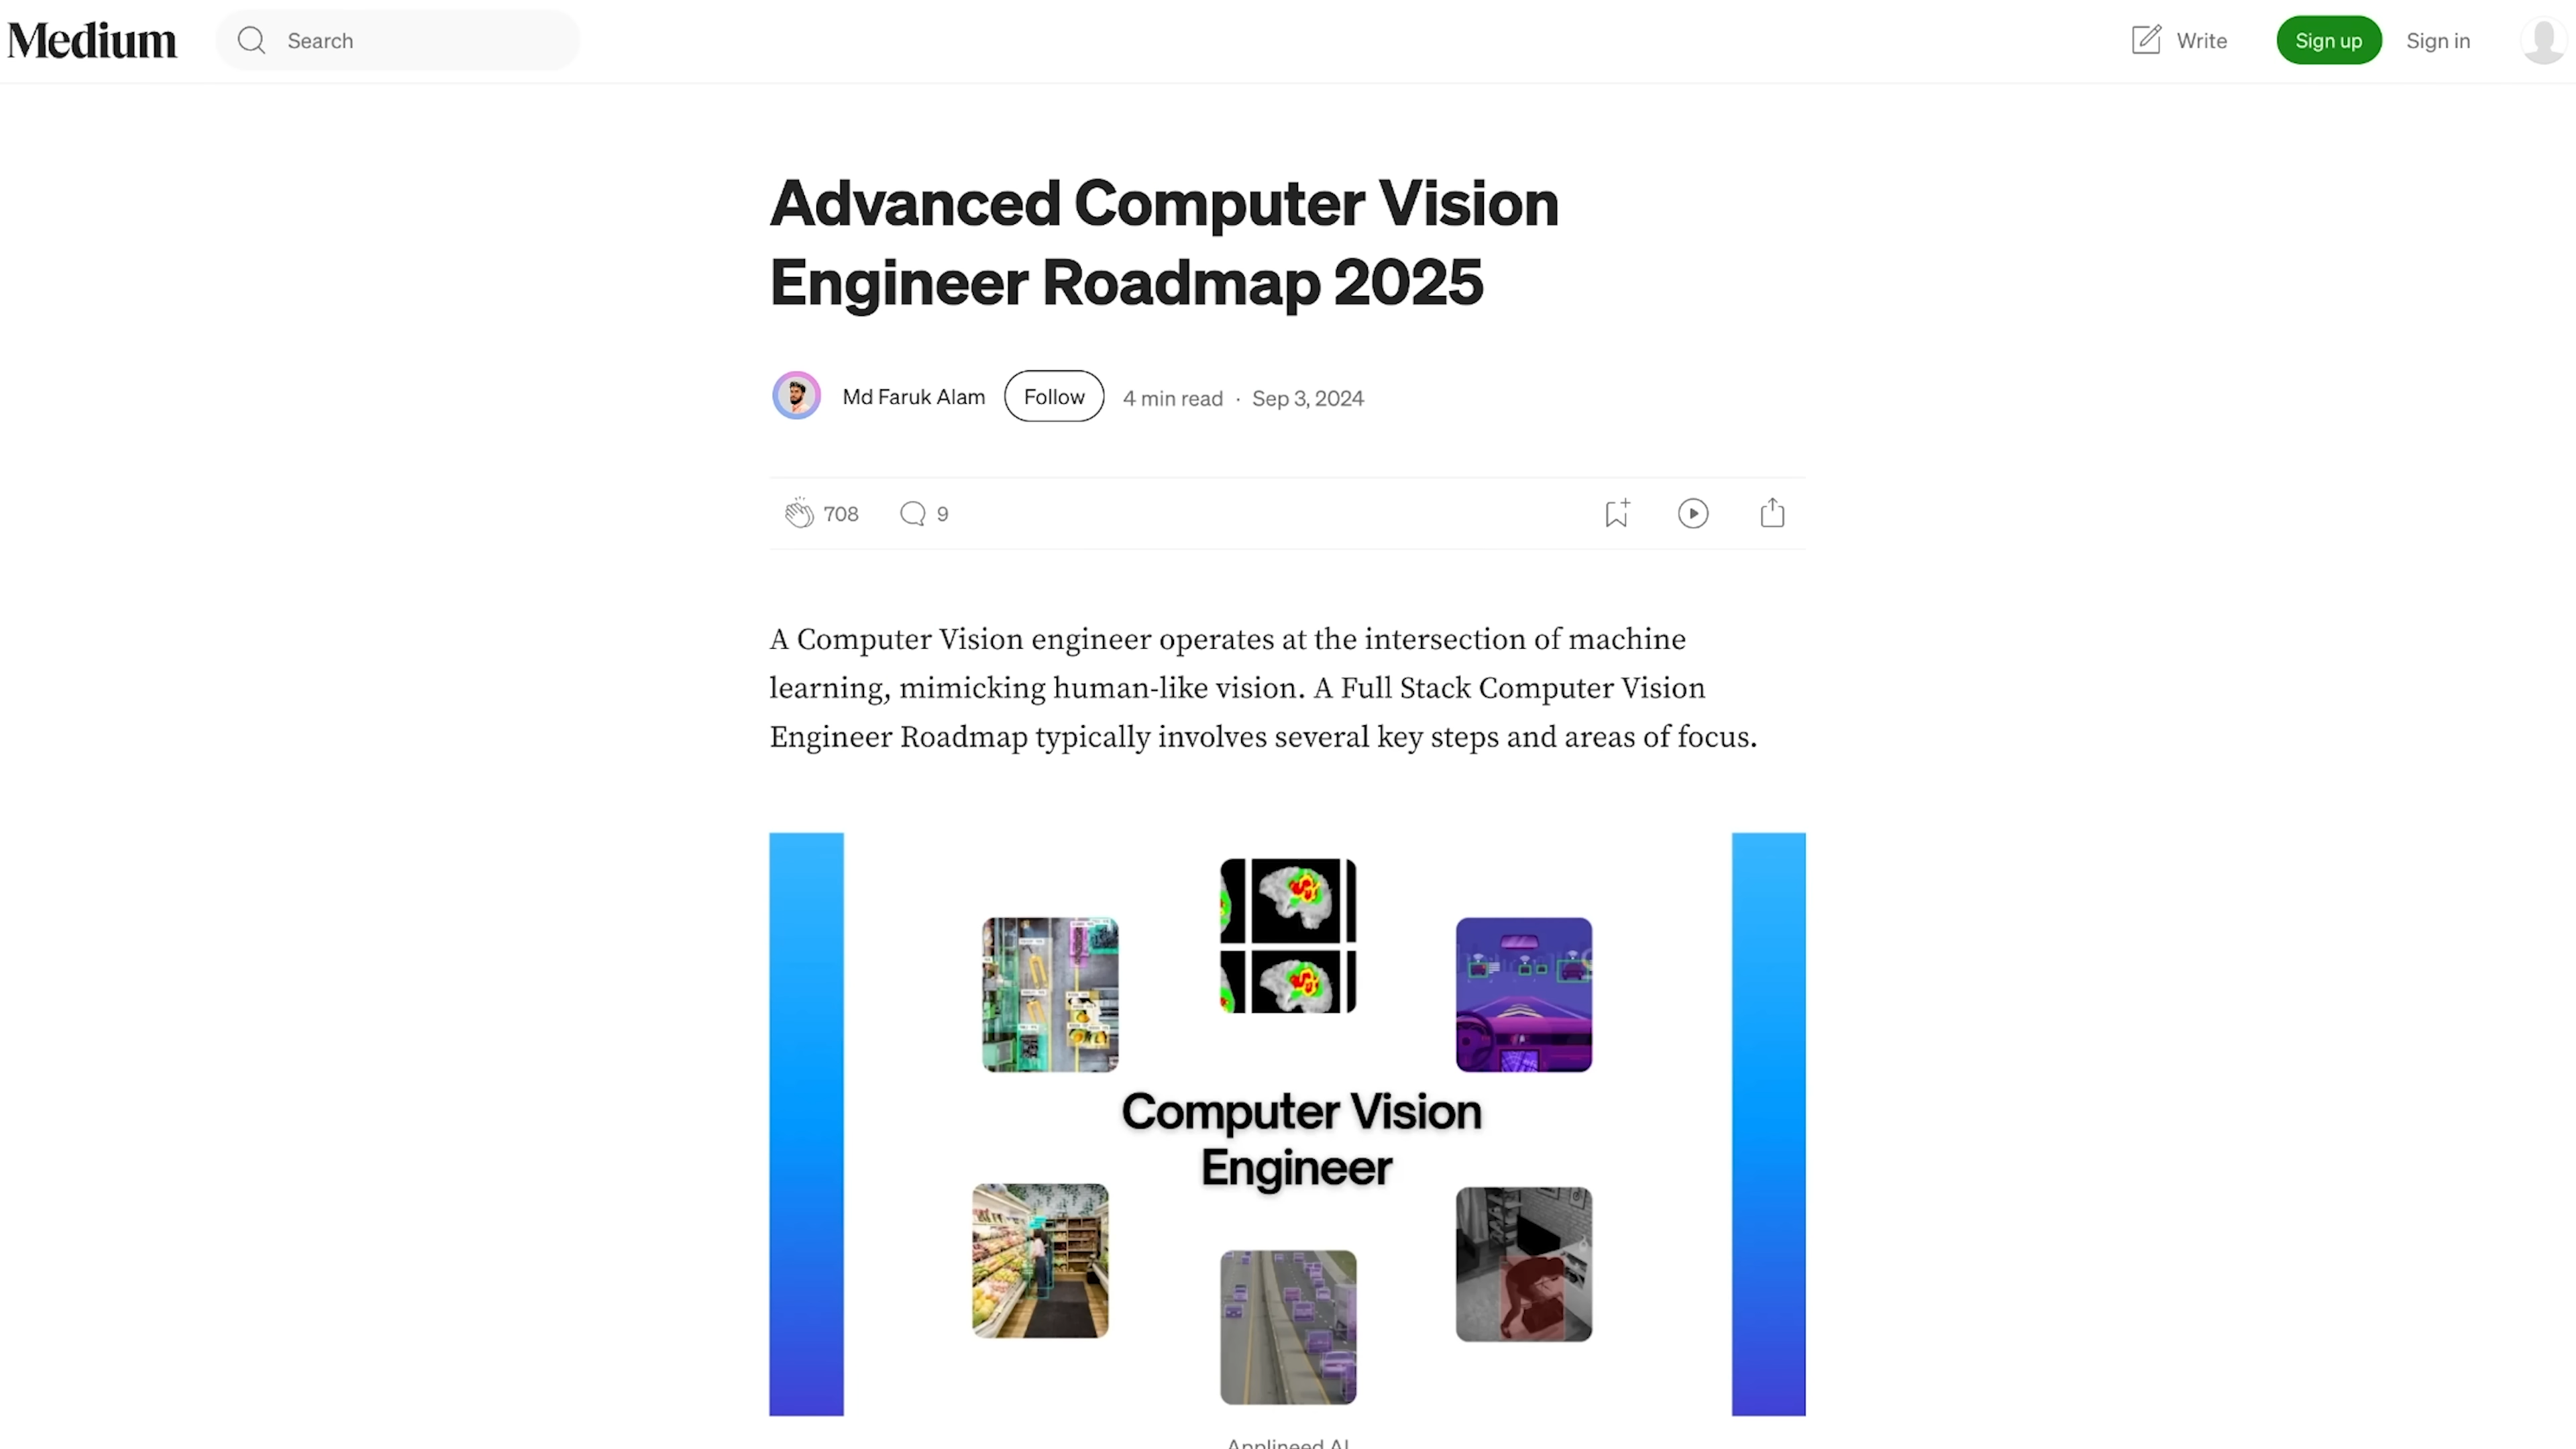 Medium
Search
Write
Sign up
Sign in
Advanced Computer Vision
Engineer Roadmap 2025
Md Faruk Alam
Follow
4 min read · Sep 3, 2024
708
9
A Computer Vision engineer operates at the intersection of machine
learning, mimicking human-like vision. A Full Stack Computer Vision
Engineer Roadmap typically involves several key steps and areas of focus.
Computer Vision
Engineer
Applineed AI